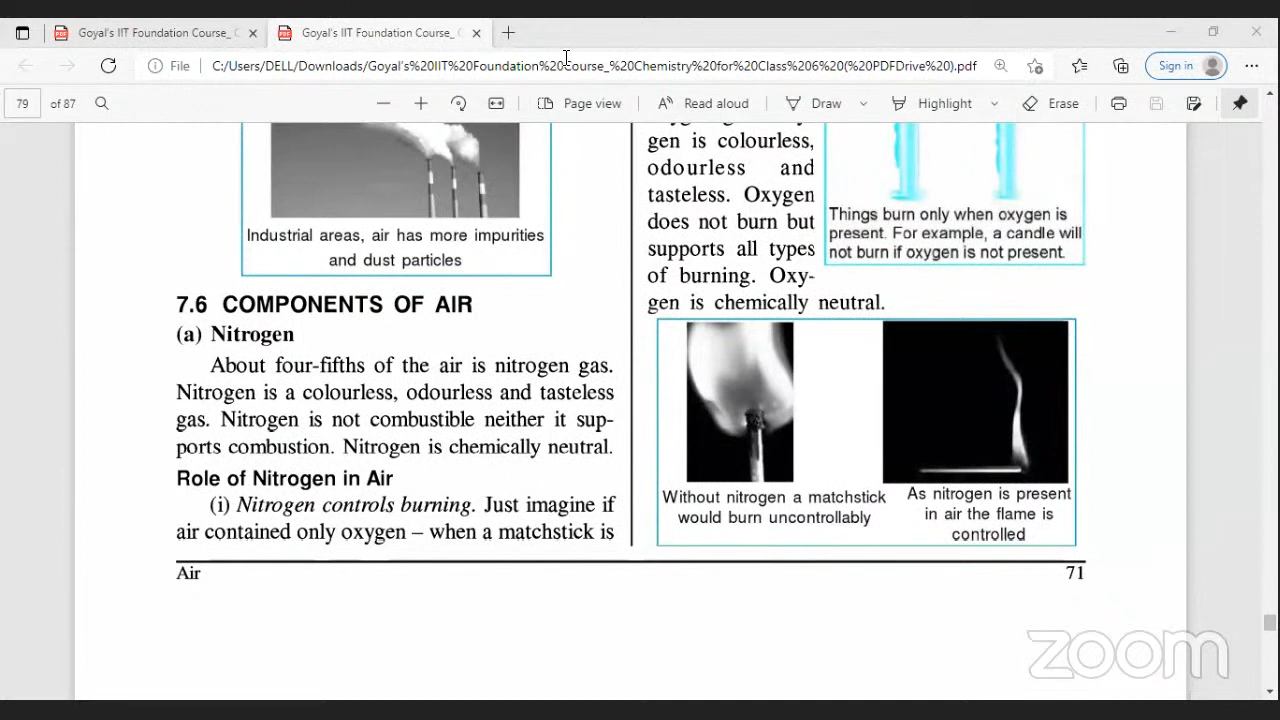 Goyal's IIT Foundation Course_ C
Goyal's IIT Foundation Course_ C
File
C:/Users/DELL/Downloads/Goyal's%20IIT%20Foundation%20Course_%20Chemistry%20for%20Class%206%20(%20PDFDrive%20).pdf
Sign in
79 of 87
Page view
Read aloud
Draw
Highlight
Erase
Industrial areas, air has more impurities
and dust particles
7.6 COMPONENTS OF AIR
(a) Nitrogen
About four-fifths of the air is nitrogen gas.
Nitrogen is a colourless, odourless and tasteless
gas. Nitrogen is not combustible neither it sup-
ports combustion. Nitrogen is chemically neutral.
Role of Nitrogen in Air
(i) Nitrogen controls burning. Just imagine if
air contained only oxygen – when a matchstick is
gen is colourless,
odourless and
tasteless. Oxygen
does not burn but
supports all types
of burning. Oxy-
gen is chemically neutral.
Things burn only when oxygen is
present. For example, a candle will
not burn if oxygen is not present.
Without nitrogen a matchstick
would burn uncontrollably
As nitrogen is present
in air the flame is
controlled
Air
71
zoom